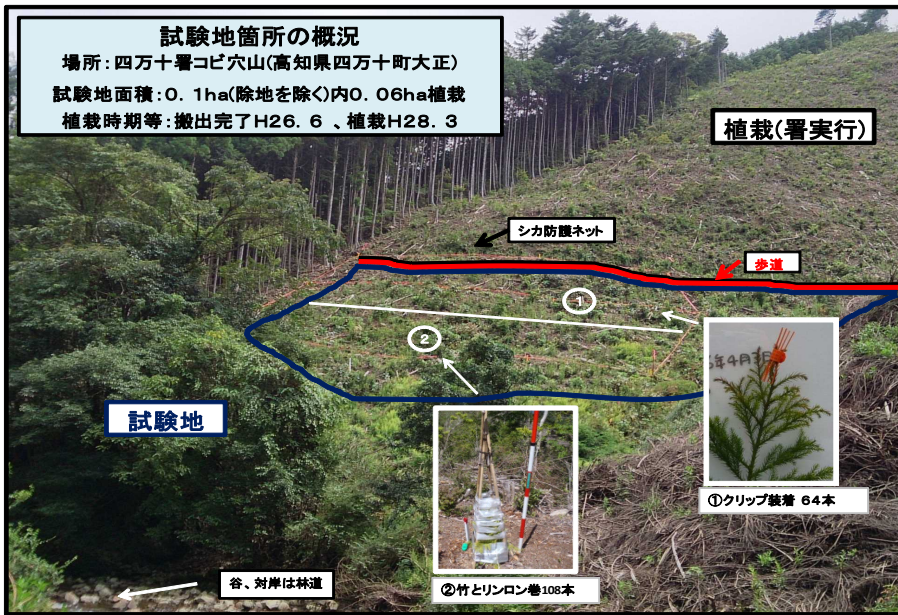 試験地箇所の概況
場所:四万十署コビ穴山(高知県四万十町大正)
試験地面積:0.1ha(除地を除く)内0.06ha植栽
植栽時期等:搬出完了H26.6 、植栽H28.3
植栽(署実行)
シカ防護ネット
歩道
①
②
試験地
年4月
①クリップ装着 64本
②竹とリンロン巻108本
谷、対岸は林道